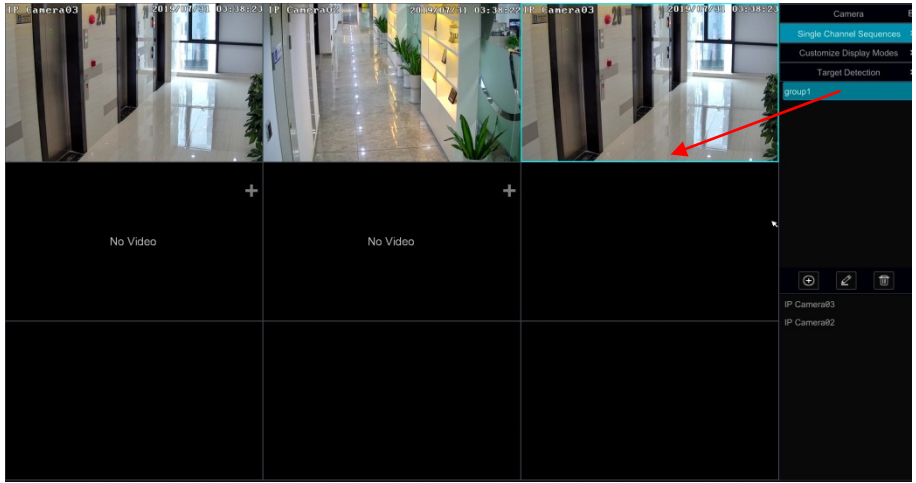 IP Camera03 2019/07/31 03:38:23
IP Camera02 2019/07/31 03:38:22
IP Camera03 2019/07/31 03:38:23
20
20
No Video
No Video
Camera
Single Channel Sequences
Customize Display Modes
Target Detection
group1
IP Camera03
IP Camera02